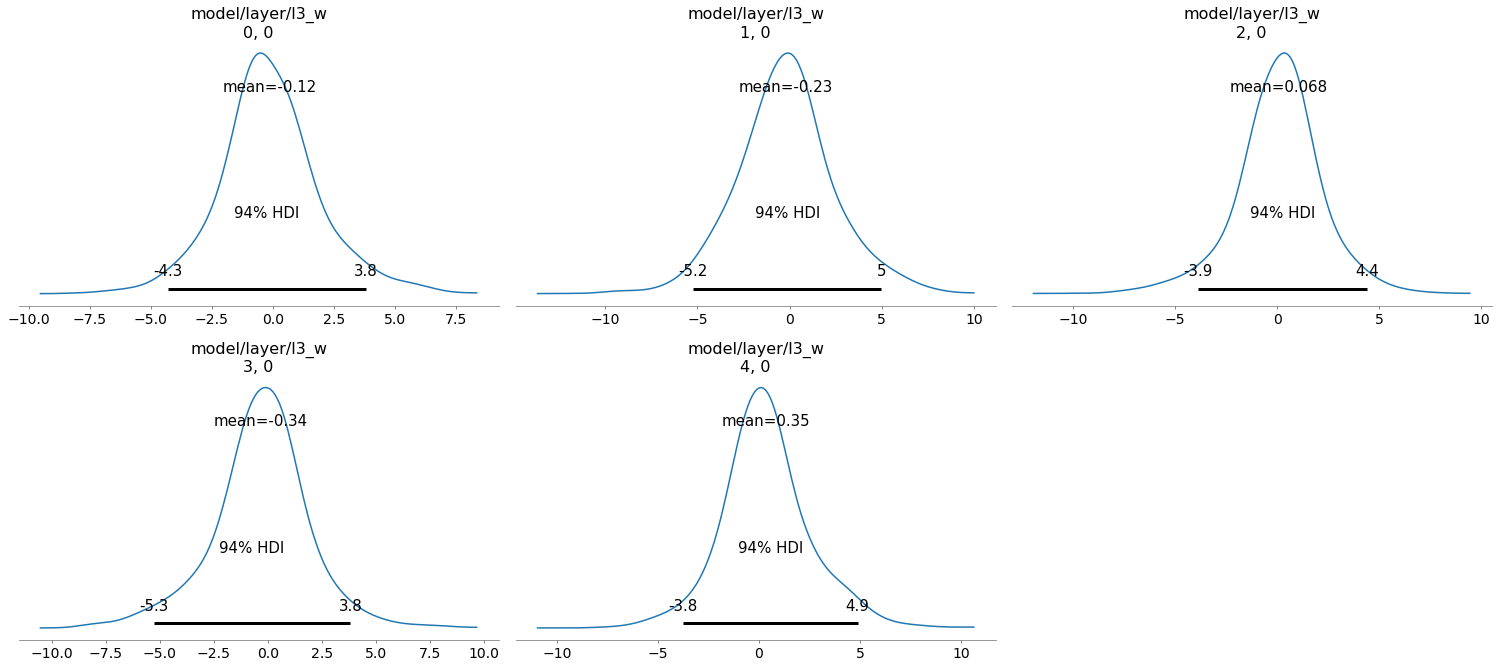 model/layer/l3_w
0, 0
mean=-0.12
94% HDI
-4.3
3.8
−10.0 −7.5 −5.0 −2.5 0.0 2.5 5.0 7.5
model/layer/l3_w
1, 0
mean=-0.23
94% HDI
-5.2
5
−10 −5 0 5 10
model/layer/l3_w
2, 0
mean=0.068
94% HDI
-3.9
4.4
−10 −5 0 5 10
model/layer/l3_w
3, 0
mean=-0.34
94% HDI
-5.3
3.8
−10.0 −7.5 −5.0 −2.5 0.0 2.5 5.0 7.5 10.0
model/layer/l3_w
4, 0
mean=0.35
94% HDI
-3.8
4.9
−10 −5 0 5 10